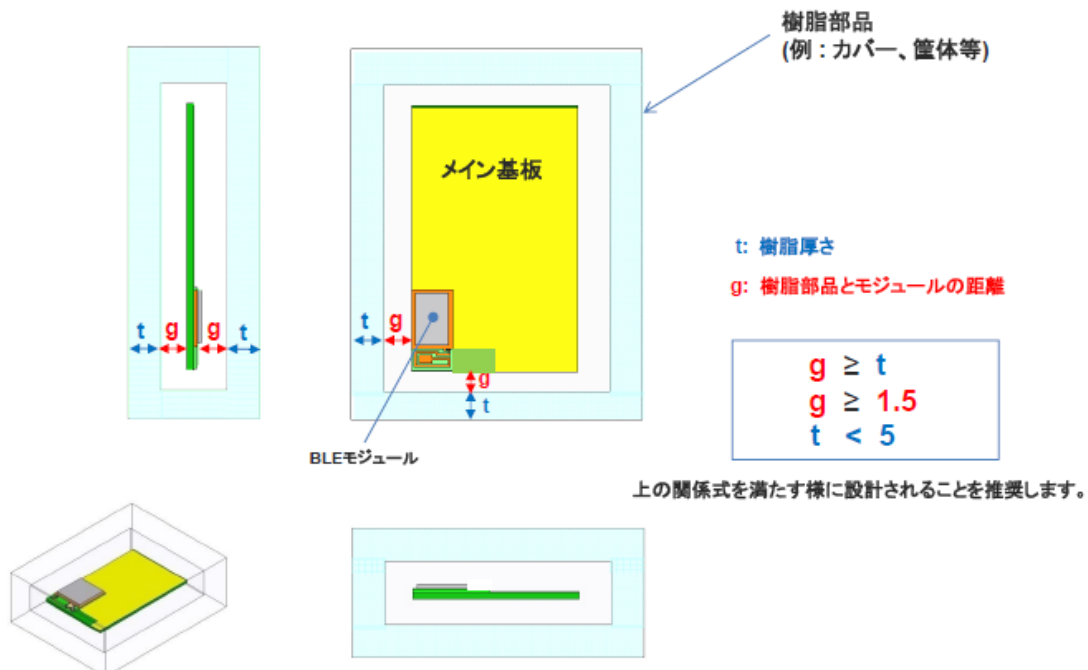 樹脂部品
(例：カバー、筐体等)
メイン基板
t: 樹脂厚さ
g: 樹脂部品とモジュールの距離
t g g t
t g
g
t
g ≥ t
g ≥ 1.5
t < 5
BLEモジュール
上の関係式を満たす様に設計されることを推奨します。